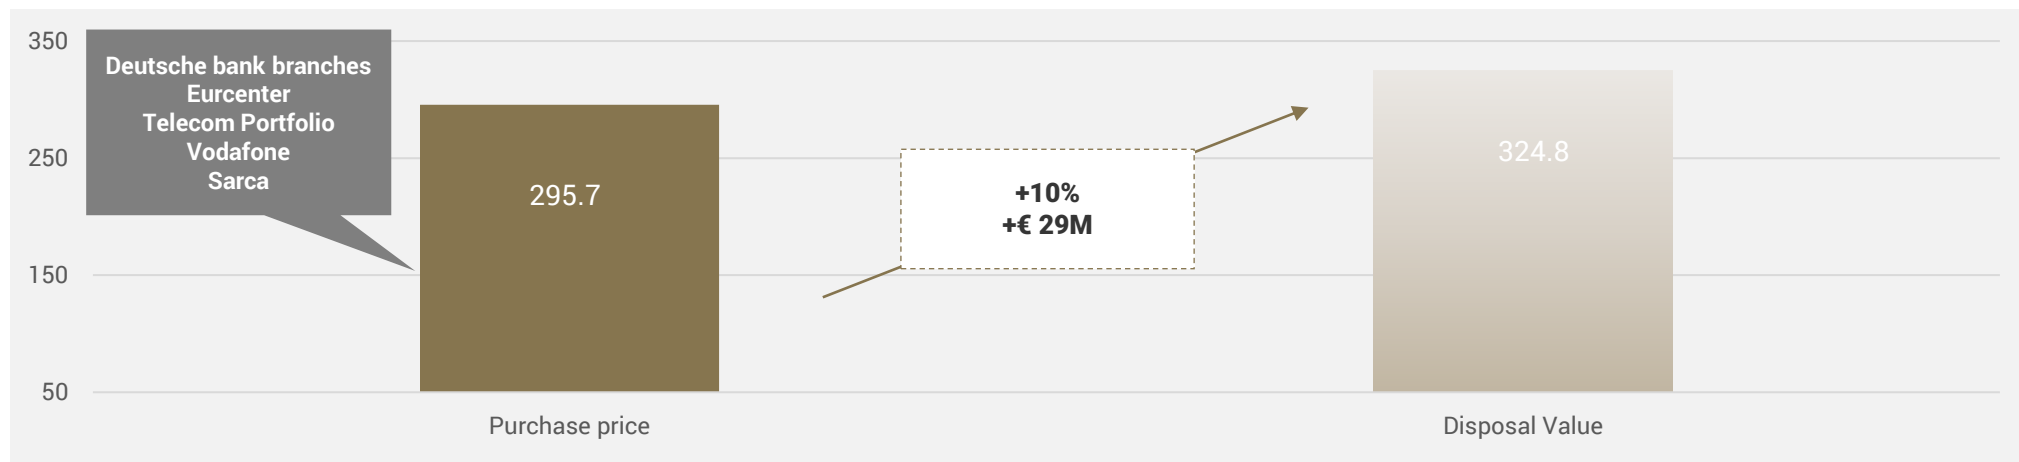 350
250
150
50
Deutsche bank branches
Eurcenter
Telecom Portfolio
Vodafone
Sarca
295.7
+10%
+€ 29M
324.8
Purchase price
Disposal Value